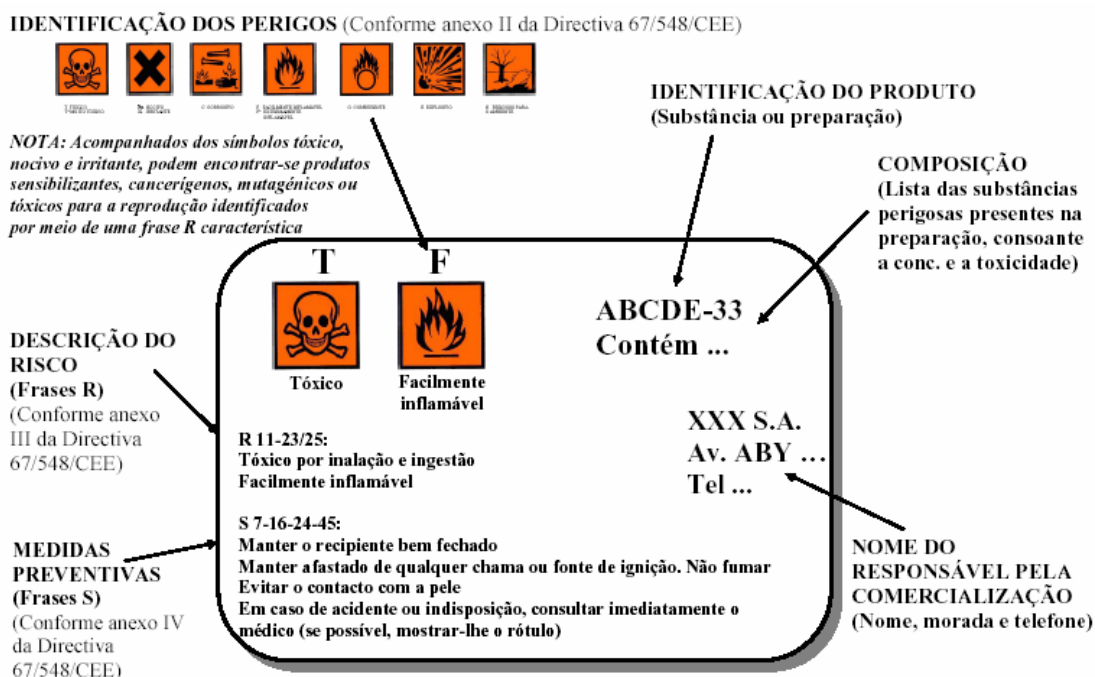 IDENTIFICAÇÃO DOS PERIGOS (Conforme anexo II da Directiva 67/548/CEE)
NOTA: Acompanhados dos símbolos tóxico,
nocivo e irritante, podem encontrar-se produtos
sensibilizantes, cancerígenos, mutagénicos ou
tóxicos para a reprodução identificados
por meio de uma frase R característica
IDENTIFICAÇÃO DO PRODUTO
(Substância ou preparação)
COMPOSIÇÃO
(Lista das substâncias
perigosas presentes na
preparação, consoante
a conc. e a toxicidade)
T F
Tóxico
Facilmente
inflamável
ABCDE-33
Contém ...
DESCRIÇÃO DO
RISCO
(Frases R)
(Conforme anexo
III da Directiva
67/548/CEE)
R 11-23/25:
Tóxico por inalação e ingestão
Facilmente inflamável
XXX S.A.
Av. ABY ...
Tel ...
MEDIDAS
PREVENTIVAS
(Frases S)
(Conforme anexo IV
da Directiva
67/548/CEE)
S 7-16-24-45:
Manter o recipiente bem fechado
Manter afastado de qualquer chama ou fonte de ignição. Não fumar
Evitar o contacto com a pele
Em caso de acidente ou indisposição, consultar imediatamente o
médico (se possível, mostrar-lhe o rótulo)
NOME DO
RESPONSÁVEL PELA
COMERCIALIZAÇÃO
(Nome, morada e telefone)